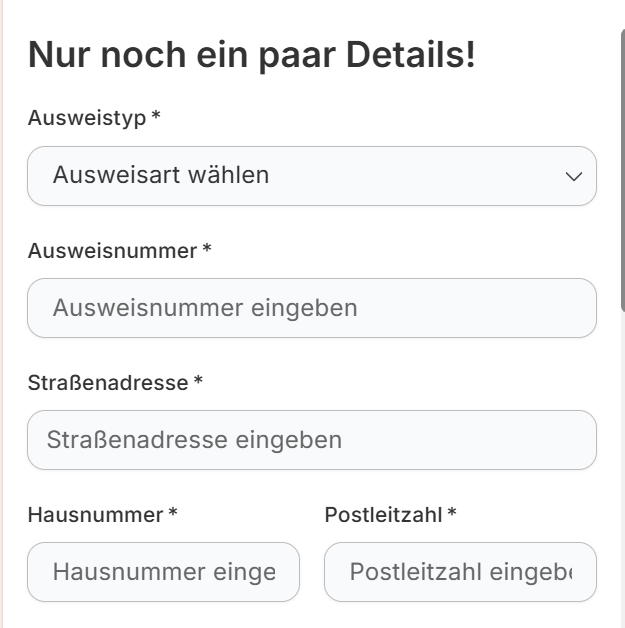 Nur noch ein paar Details!
Ausweistyp *
Ausweisart wählen
Ausweisnummer *
Ausweisnummer eingeben
Straßenadresse *
Straßenadresse eingeben
Hausnummer * Postleitzahl *
Hausnummer einge Postleitzahl eingebe